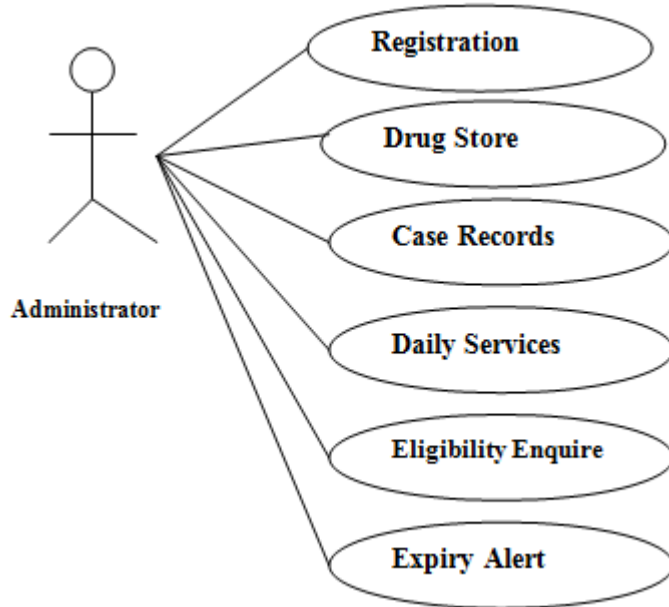 Registration
Drug Store
Case Records
Administrator
Daily Services
Eligibility Enquire
Expiry Alert